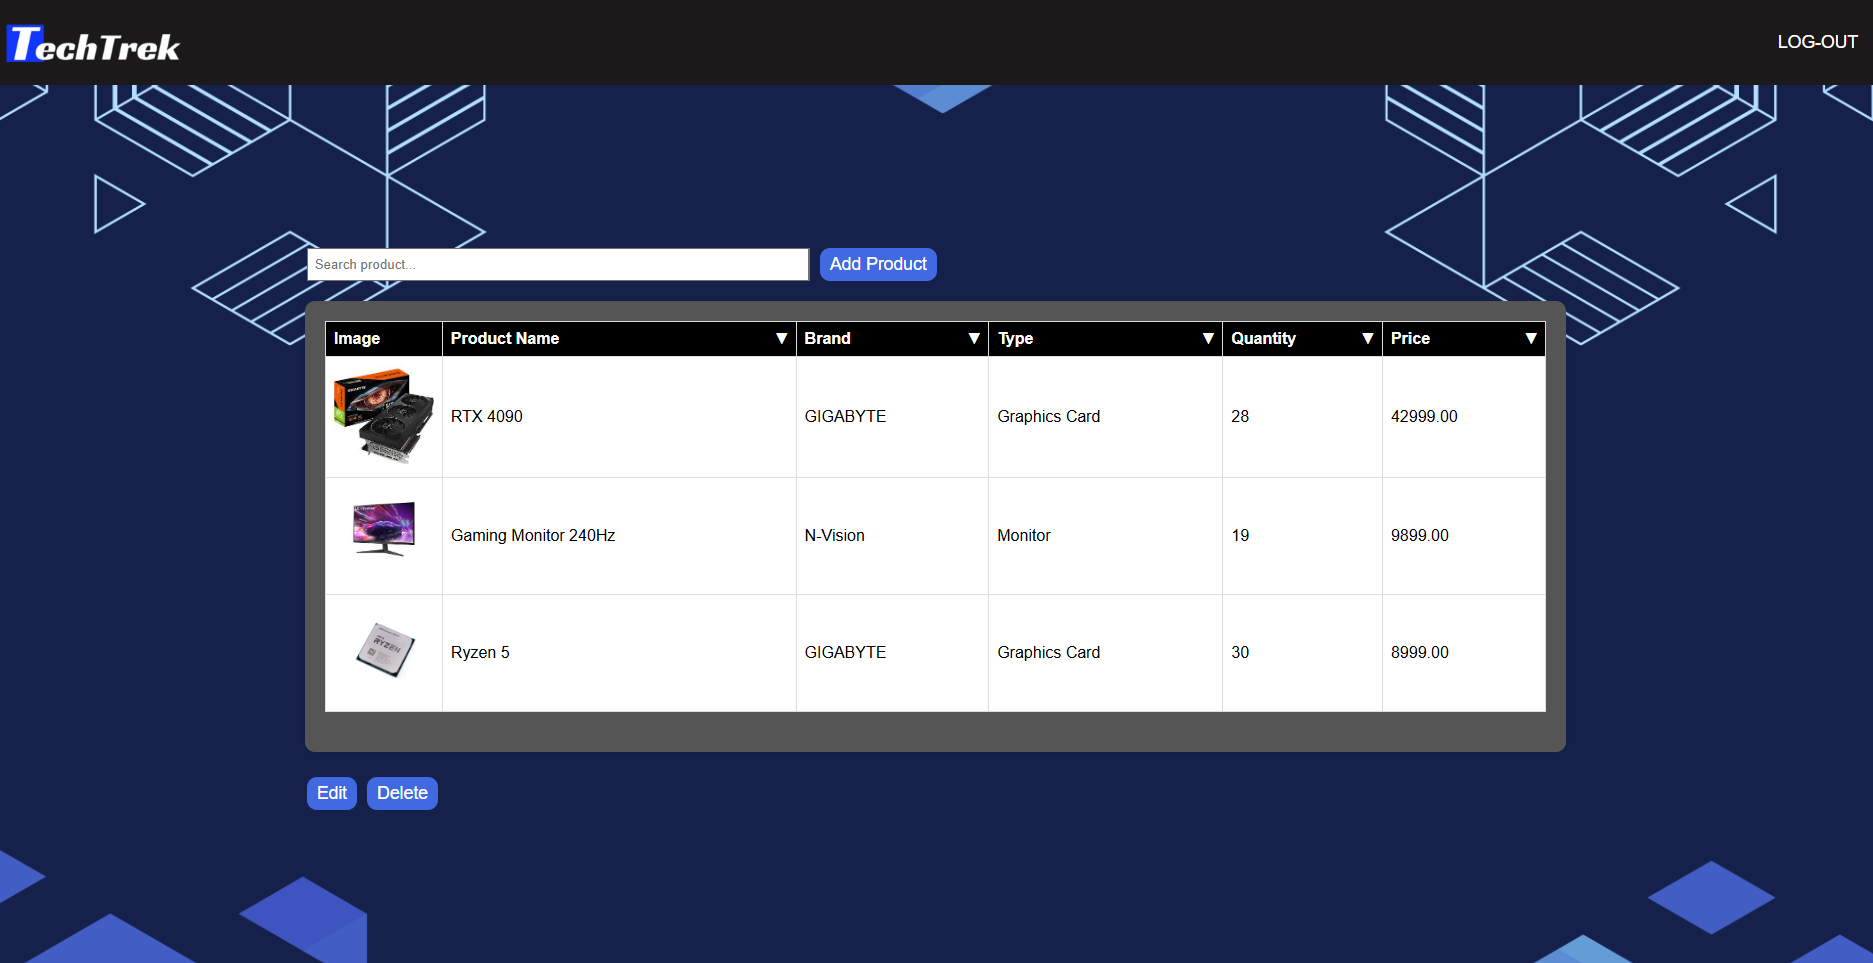 TechTrek
LOG-OUT
Search product...
Add Product
Image Product Name ▼ Brand ▼ Type ▼ Quantity ▼ Price ▼
RTX 4090 GIGABYTE Graphics Card 28 42999.00
Gaming Monitor 240Hz N-Vision Monitor 19 9899.00
RYZEN
Ryzen 5 GIGABYTE Graphics Card 30 8999.00
Edit Delete